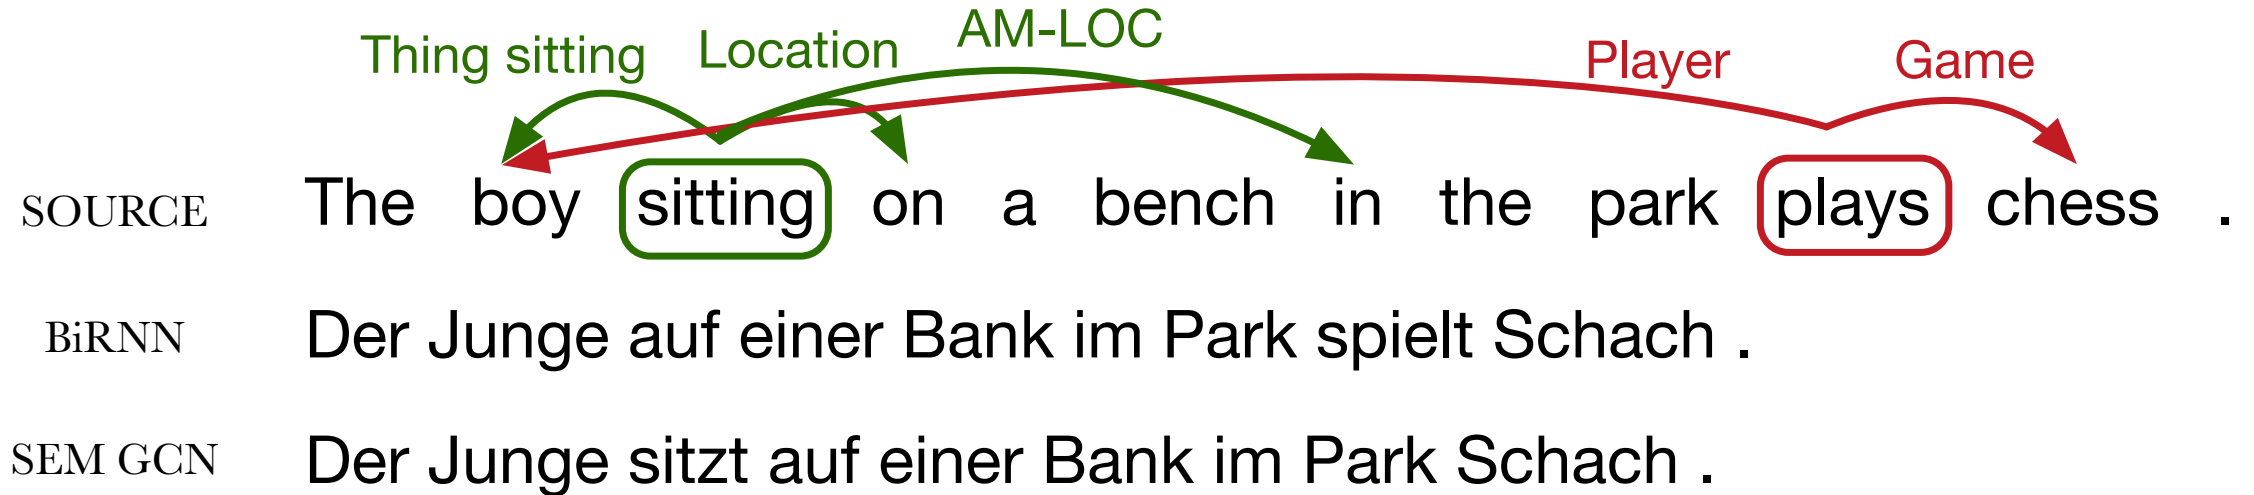 Thing sitting Location AM-LOC Player Game
SOURCE The boy sitting on a bench in the park plays chess .
BiRNN Der Junge auf einer Bank im Park spielt Schach .
SEM GCN Der Junge sitzt auf einer Bank im Park Schach .